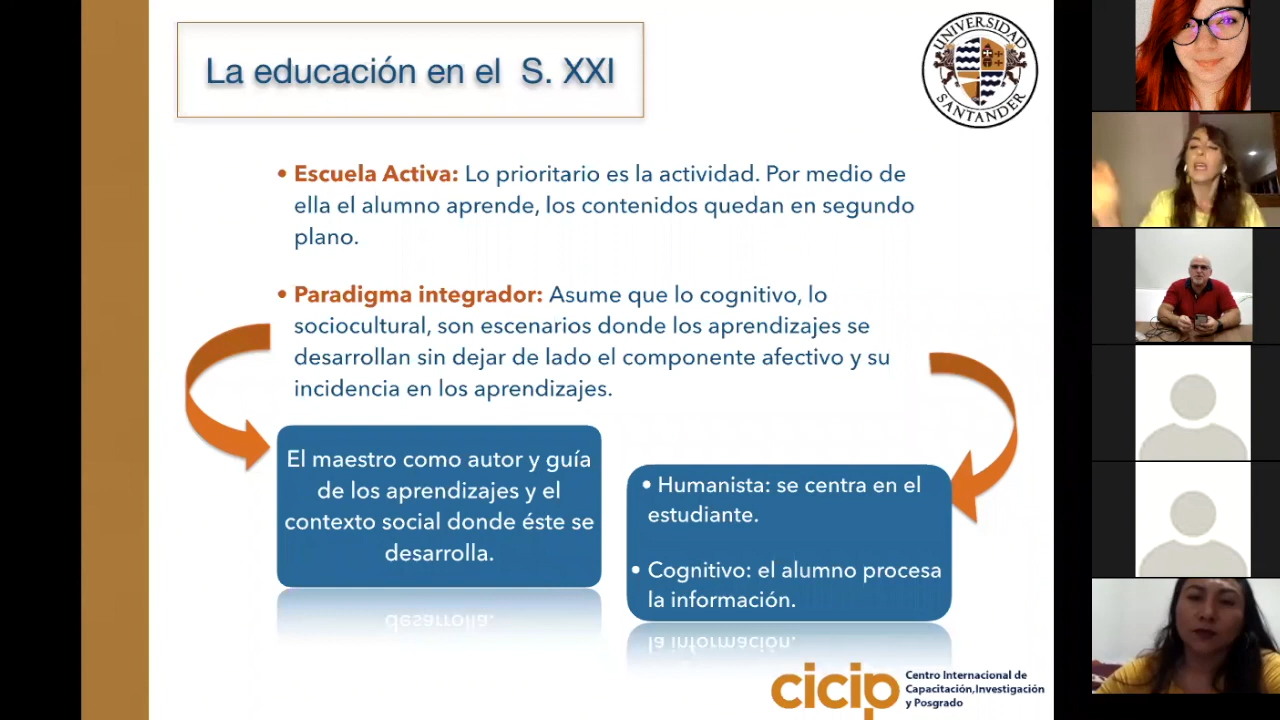 La educación en el S. XXI
UNIVERSIDAD
SANTANDER
• Escuela Activa: Lo prioritario es la actividad. Por medio de
ella el alumno aprende, los contenidos quedan en segundo
plano.
• Paradigma integrador: Asume que lo cognitivo, lo
sociocultural, son escenarios donde los aprendizajes se
desarrollan sin dejar de lado el componente afectivo y su
incidencia en los aprendizajes.
El maestro como autor y guía
de los aprendizajes y el
contexto social donde éste se
desarrolla.
• Humanista: se centra en el
estudiante.
• Cognitivo: el alumno procesa
la información.
cicip
Centro Internacional de
Capacitación,Investigación
y Posgrado